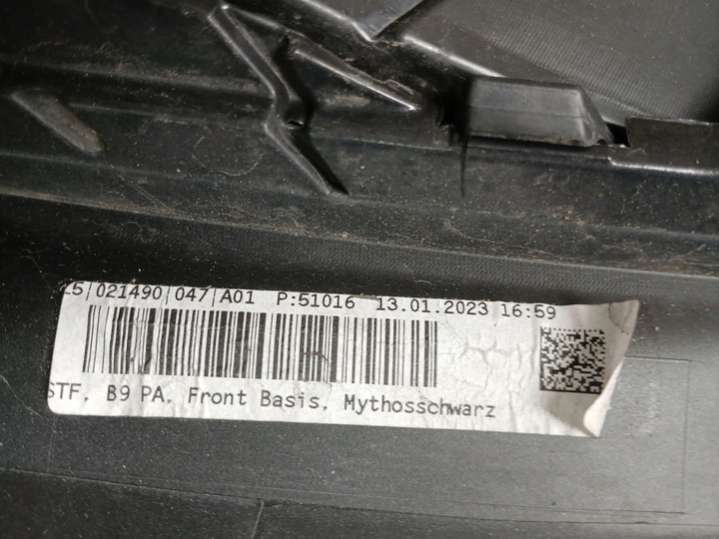 25|021490|047|A01 P:51016 13.01.2023 16:59
STF, B9 PA, Front Basis, Mythosschwarz